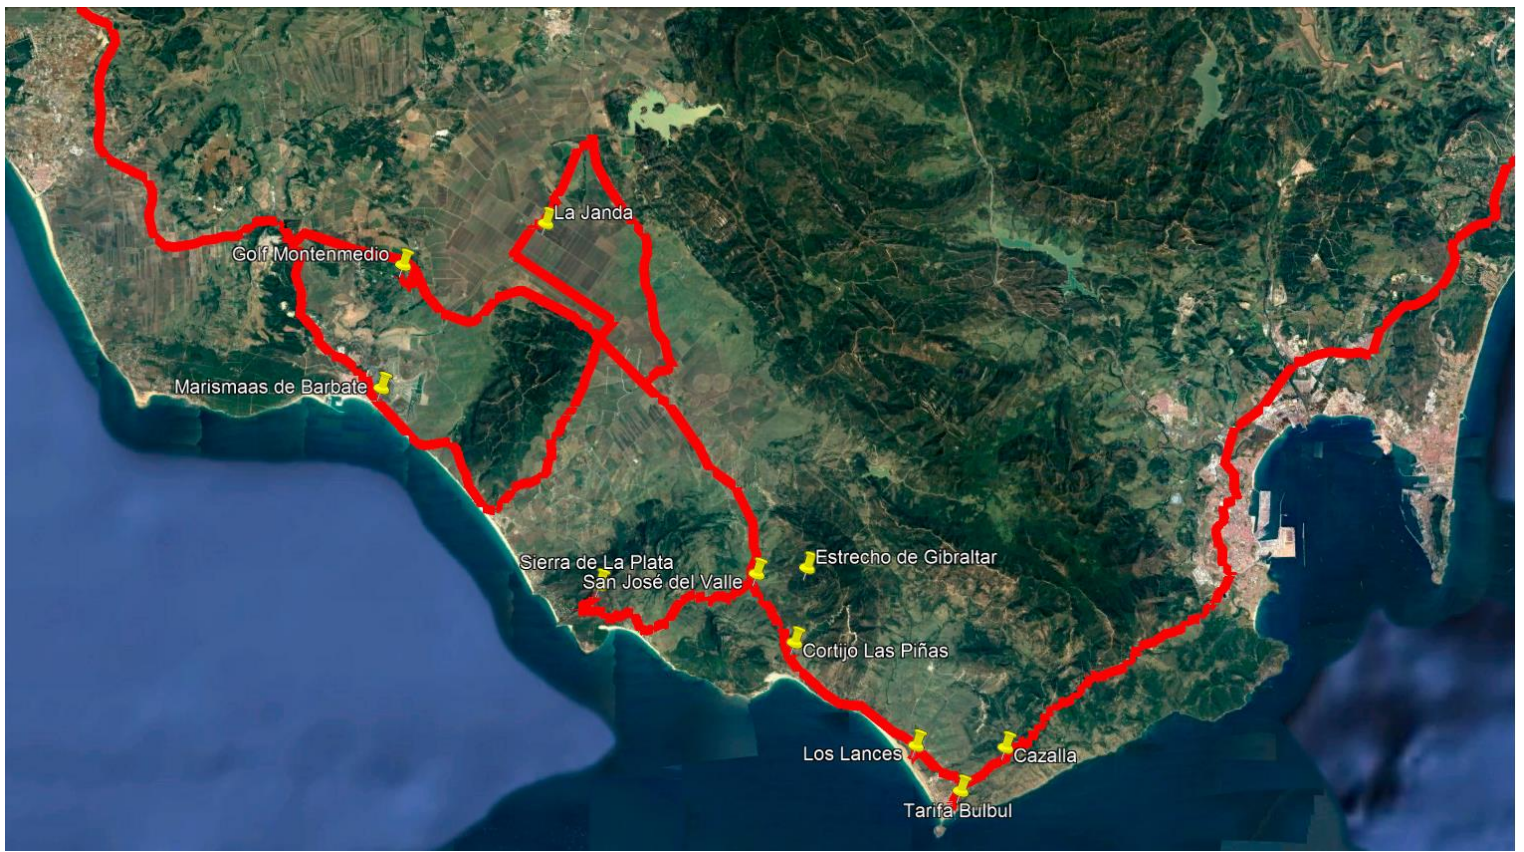 La Janda
Golf Montenmedio
Marismaas de Barbate
Sierra de La Plata
Estrecho de Gibraltar
San José del Valle
Cortijo Las Piñas
Los Lances
Cazalla
Tarifa Bulbul